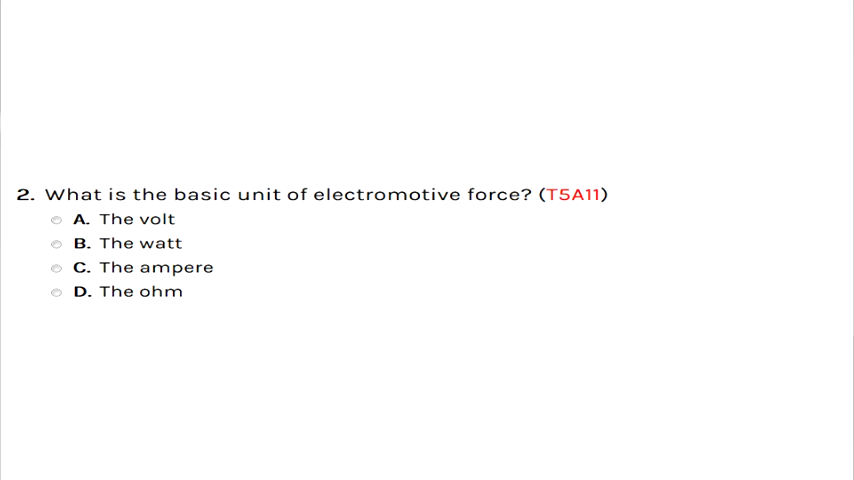 2. What is the basic unit of electromotive force? (T5A11)
A. The volt
B. The watt
C. The ampere
D. The ohm